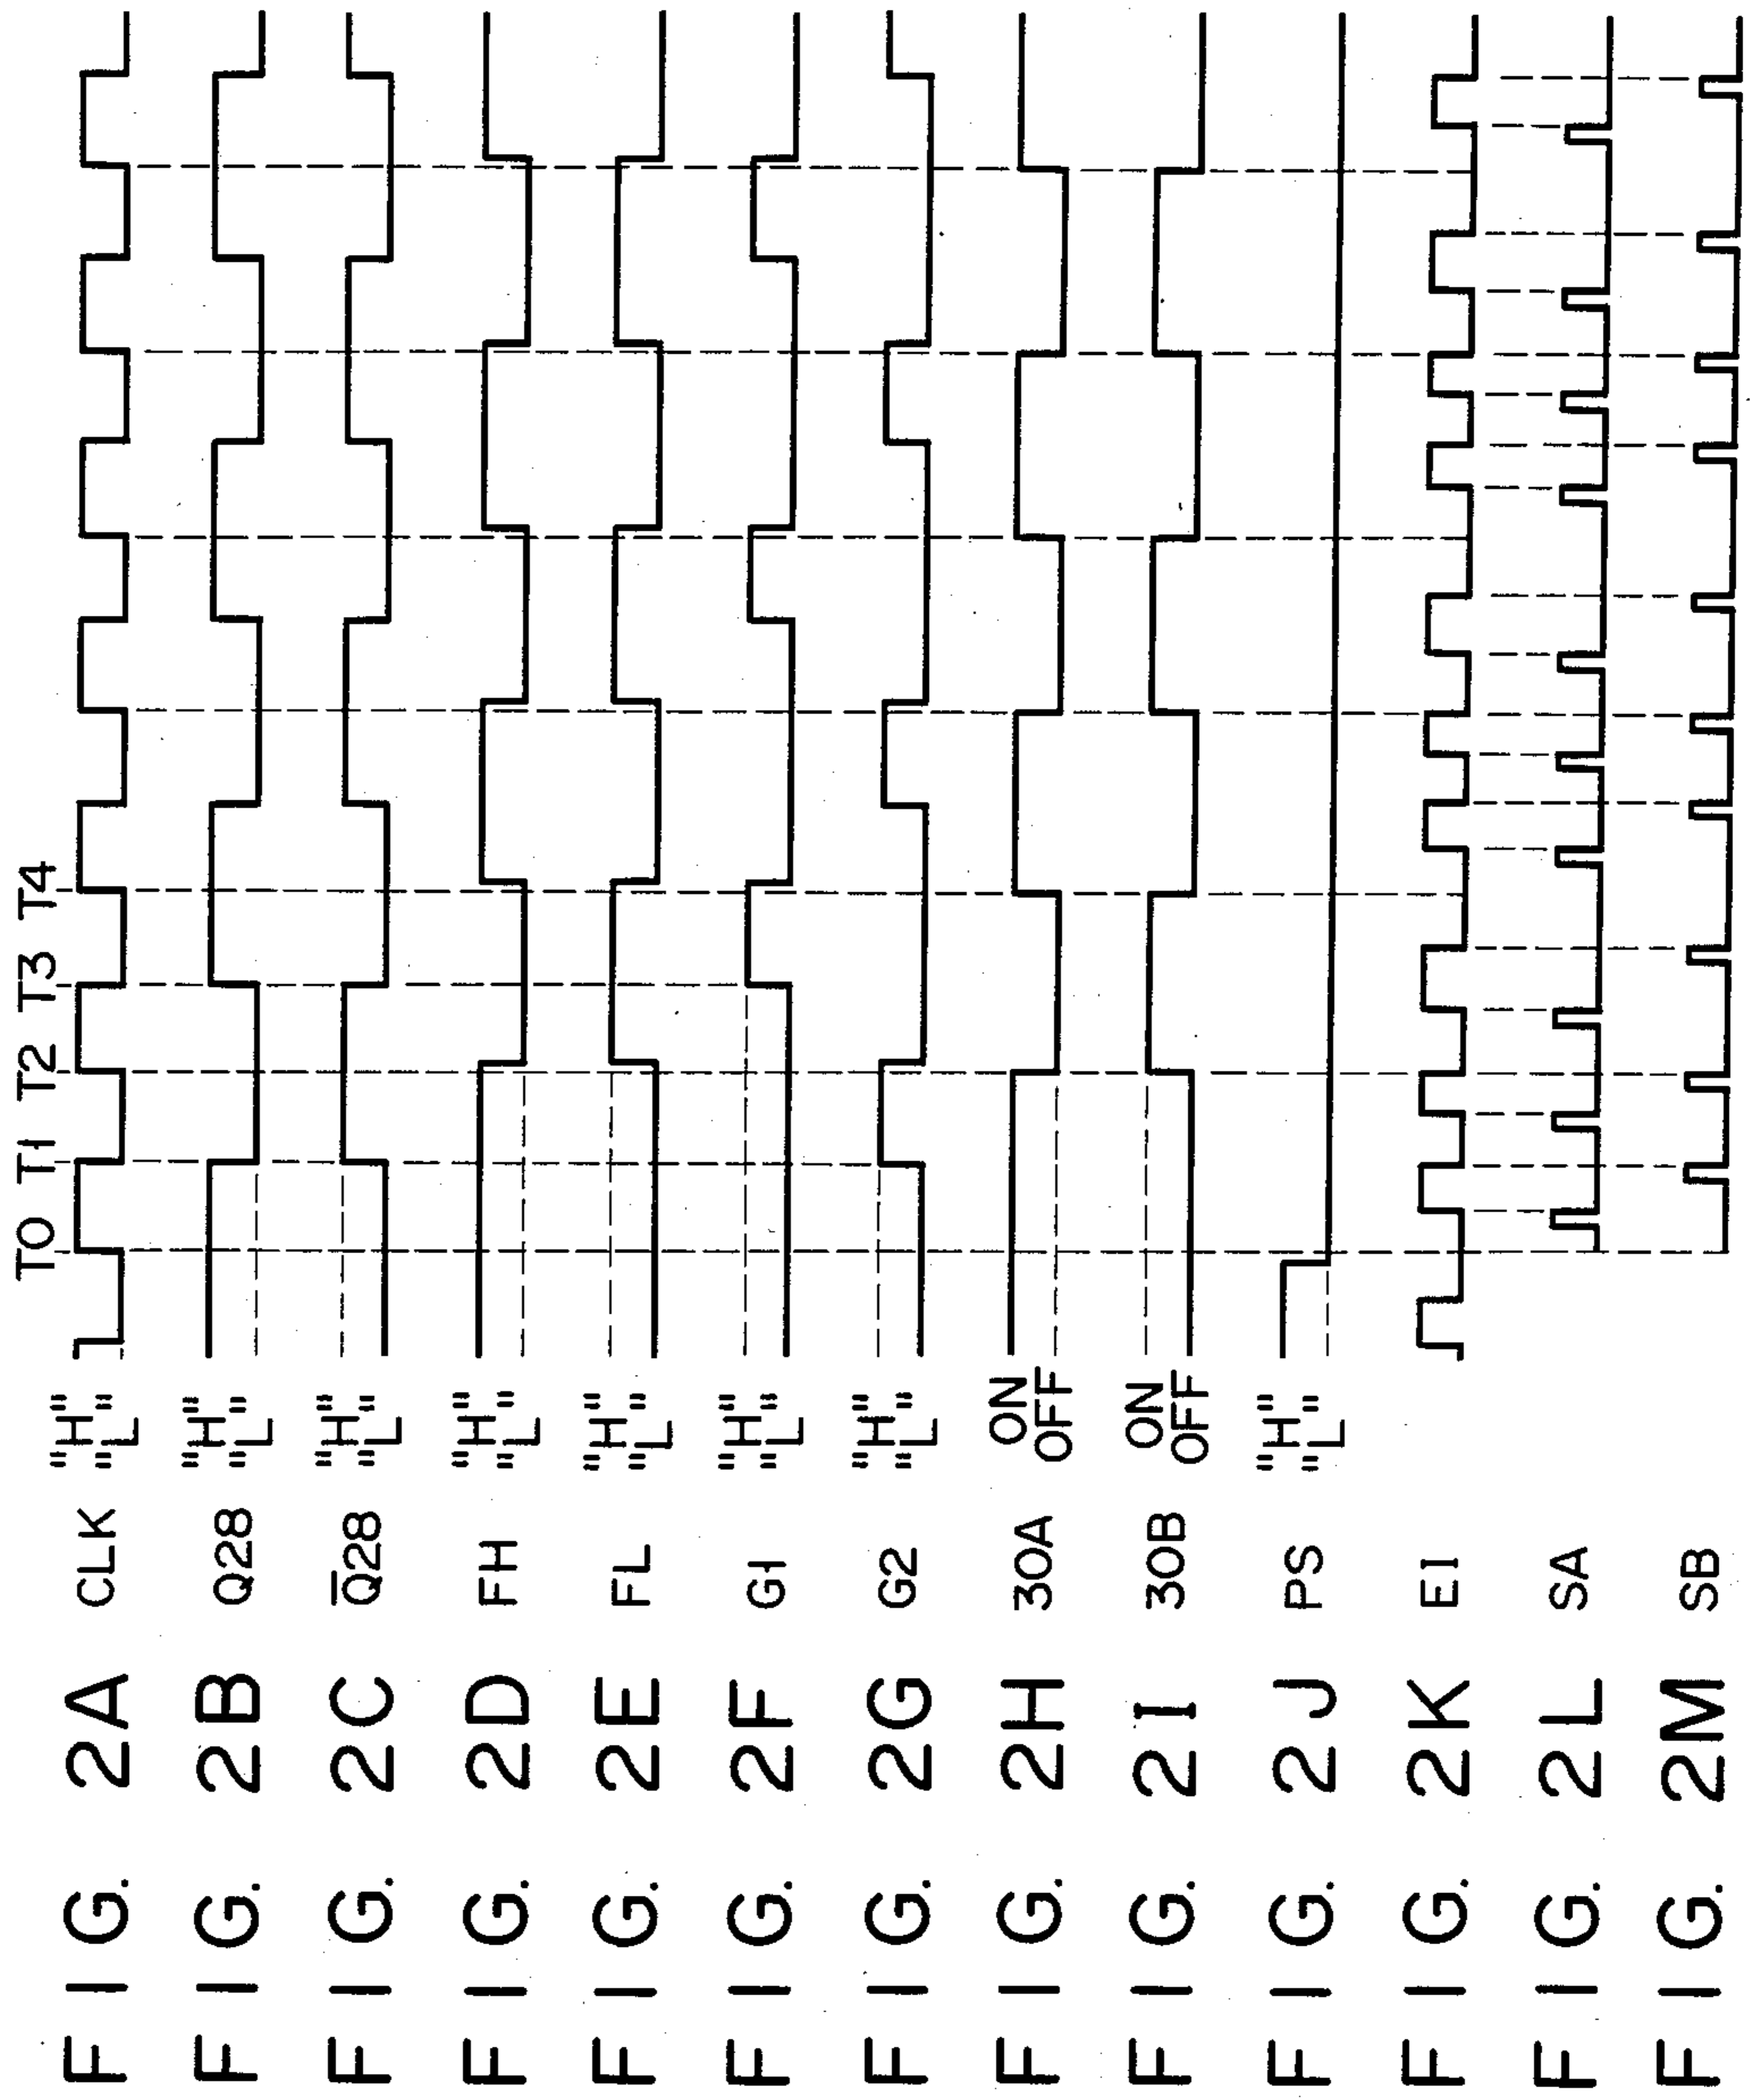 T0 T1 T2 T3 T4
FIG. 2A CLK "H" "L"
FIG. 2B Q28 "H" "L"
FIG. 2C Q̅28 "H" "L"
FIG. 2D FH "H" "L"
FIG. 2E FL "H" "L"
FIG. 2F G1 "H" "L"
FIG. 2G G2 "H" "L"
FIG. 2H 30A ON OFF
FIG. 2I 30B ON OFF
FIG. 2J PS "H" "L"
FIG. 2K EI
FIG. 2L SA
FIG. 2M SB